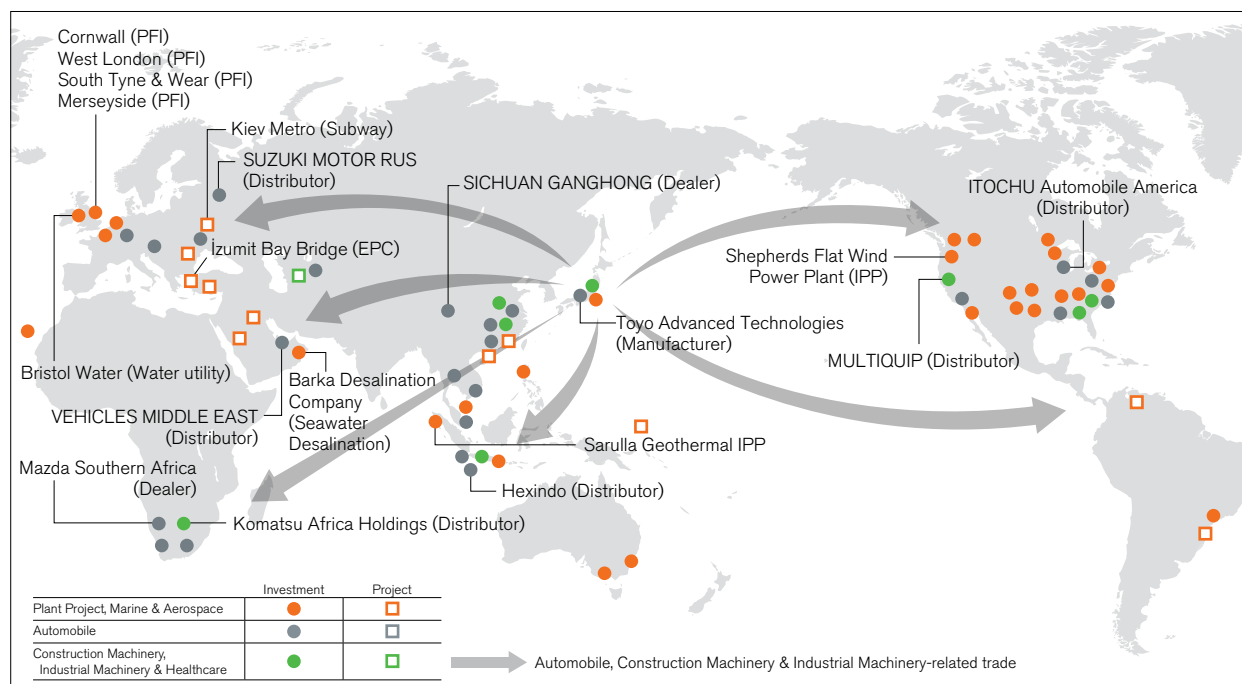 Cornwall (PFI)
West London (PFI)
South Tyne & Wear (PFI)
Merseyside (PFI)
Kiev Metro (Subway)
SUZUKI MOTOR RUS
(Distributor)
SICHUAN GANGHONG (Dealer)
ITOCHU Automobile America
(Distributor)
İzumit Bay Bridge (EPC)
Shepherds Flat Wind
Power Plant (IPP)
Toyo Advanced Technologies
(Manufacturer)
MULTIQUIP (Distributor)
Bristol Water (Water utility)
Barka Desalination
Company
(Seawater
Desalination)
VEHICLES MIDDLE EAST
(Distributor)
Sarulla Geothermal IPP
Mazda Southern Africa
(Dealer)
Hexindo (Distributor)
Komatsu Africa Holdings (Distributor)
Investment
Project
Plant Project, Marine & Aerospace
Automobile
Construction Machinery,
Industrial Machinery & Healthcare
Automobile, Construction Machinery & Industrial Machinery-related trade